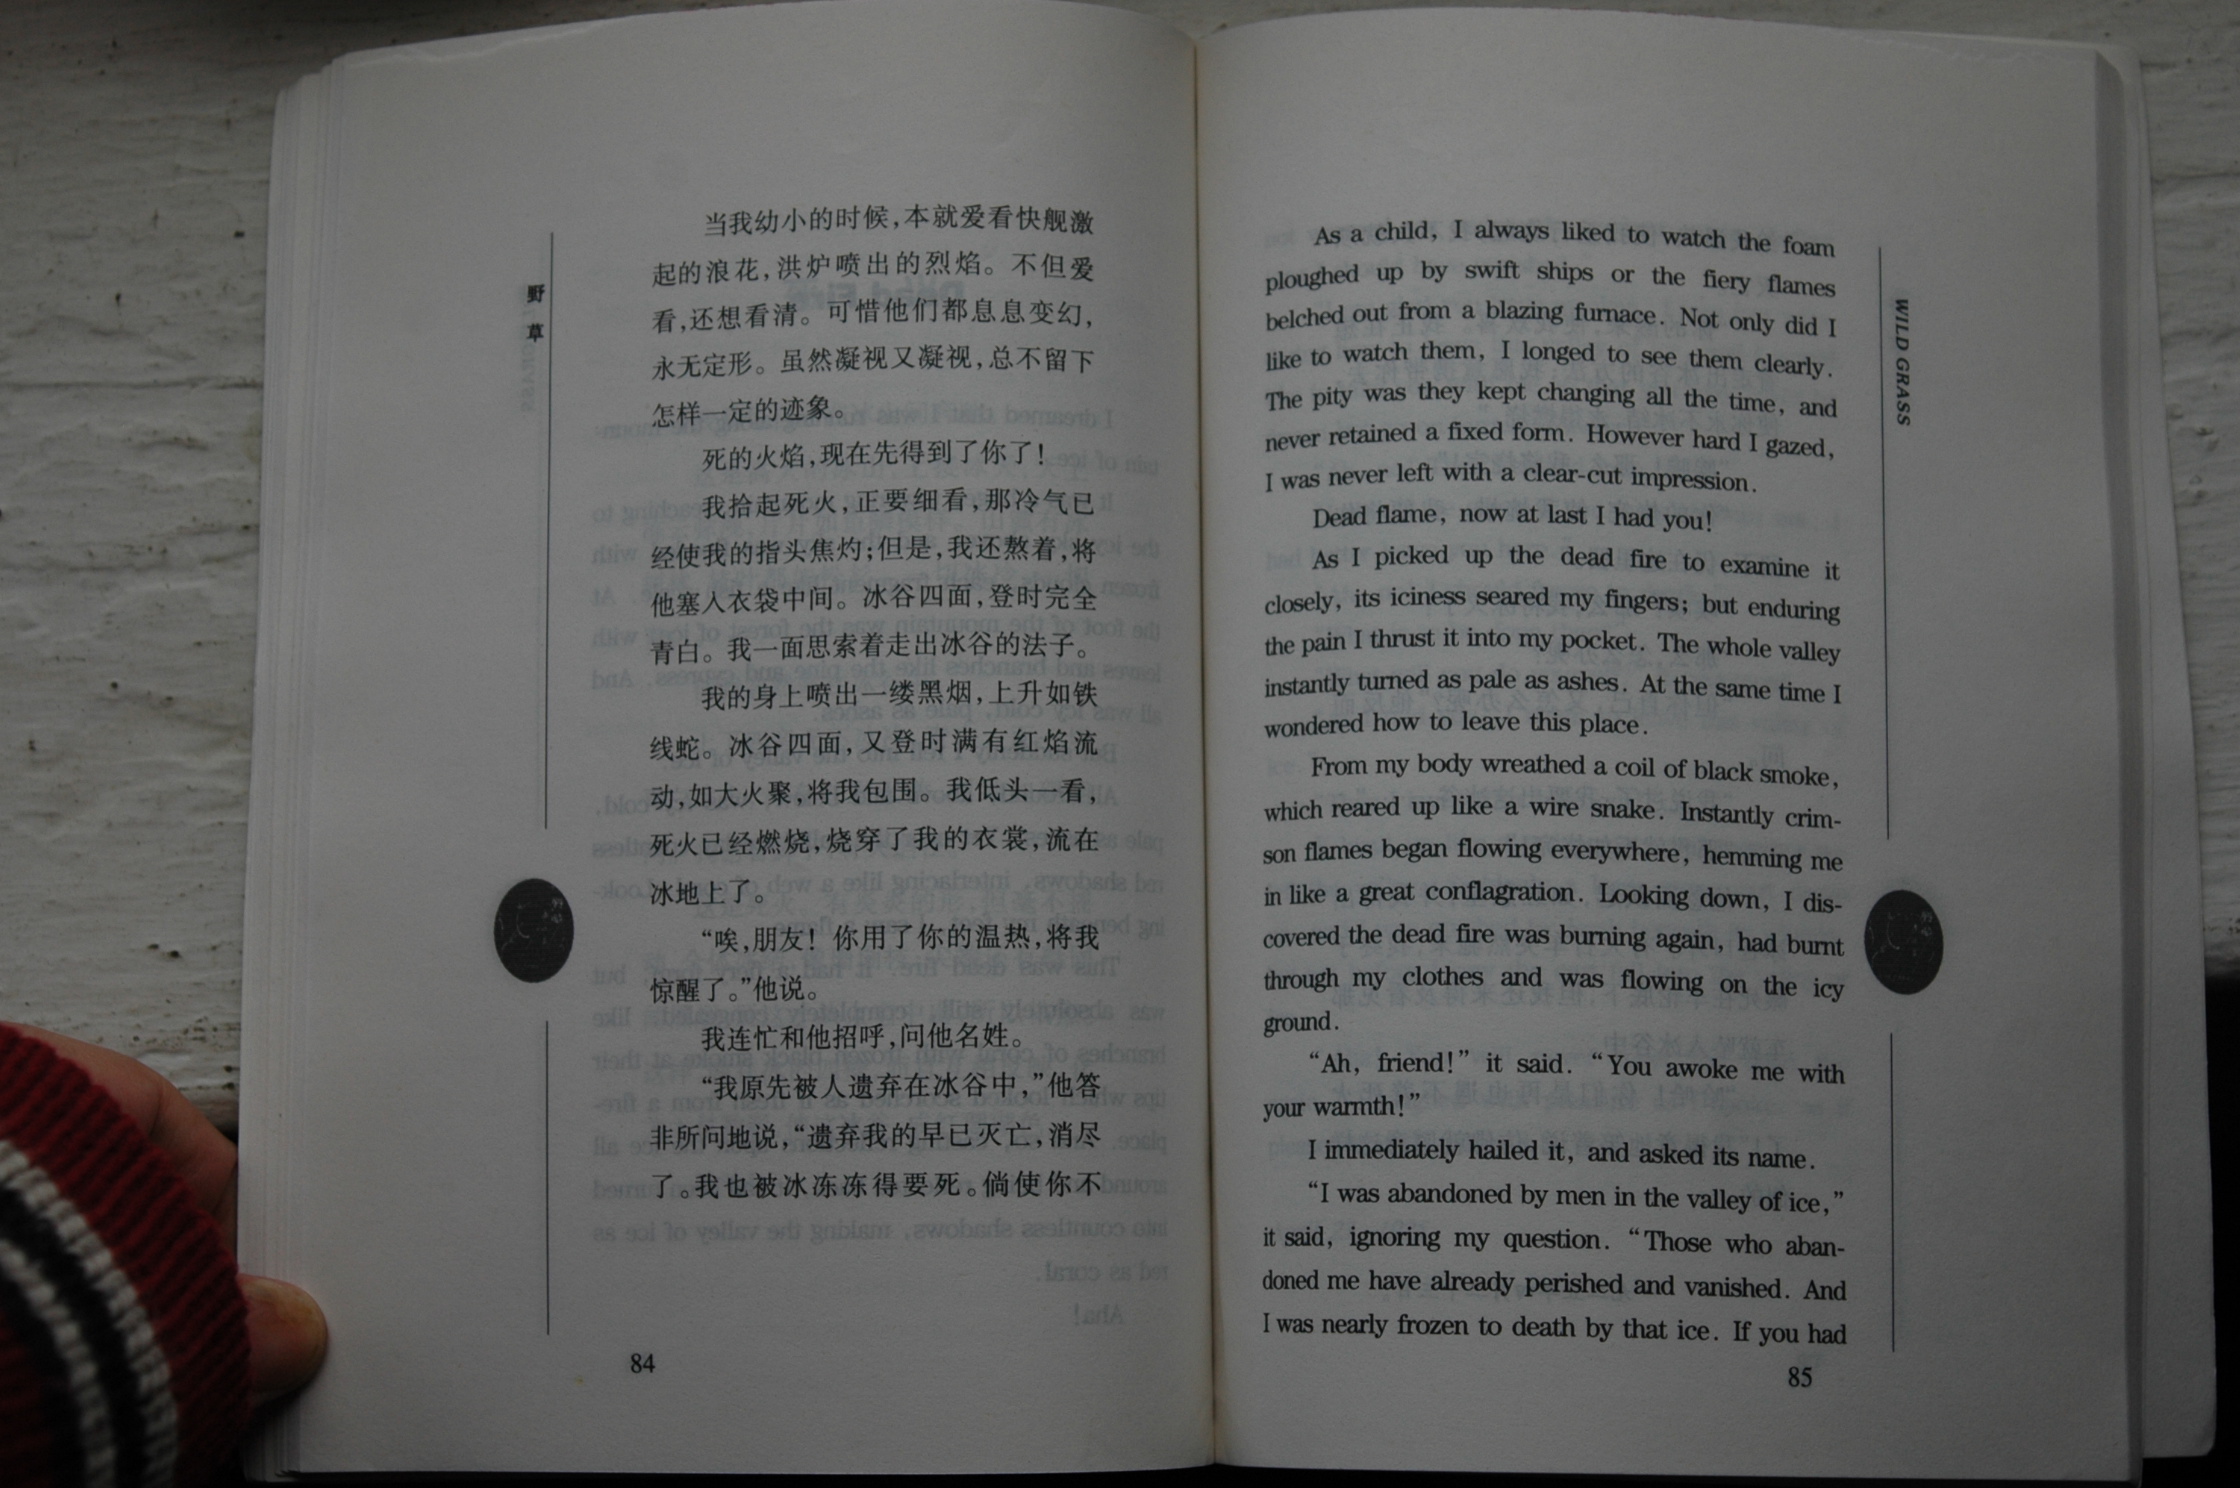 野草
当我幼小的时候,本就爱看快舰激
起的浪花,洪炉喷出的烈焰。不但爱
看,还想看清。可惜他们都息息变幻,
永无定形。虽然凝视又凝视,总不留下
怎样一定的迹象。
死的火焰,现在先得到了你了!
我拾起死火,正要细看,那冷气已
经使我的指头焦灼;但是,我还熬着,将
他塞入衣袋中间。冰谷四面,登时完全
青白。我一面思索着走出冰谷的法子。
我的身上喷出一缕黑烟,上升如铁
线蛇。冰谷四面,又登时满有红焰流
动,如大火聚,将我包围。我低头一看,
死火已经燃烧,烧穿了我的衣裳,流在
冰地上了。
“唉,朋友!你用了你的温热,将我
惊醒了。”他说。
我连忙和他招呼,问他名姓。
“我原先被人遗弃在冰谷中,”他答
非所问地说,“遗弃我的早已灭亡,消尽
了。我也被冰冻冻得要死。倘使你不
84
As a child, I always liked to watch the foam
ploughed up by swift ships or the fiery flames
belched out from a blazing furnace. Not only did I
like to watch them, I longed to see them clearly.
The pity was they kept changing all the time, and
never retained a fixed form. However hard I gazed,
I was never left with a clear-cut impression.
Dead flame, now at last I had you!
As I picked up the dead fire to examine it
closely, its iciness seared my fingers; but enduring
the pain I thrust it into my pocket. The whole valley
instantly turned as pale as ashes. At the same time I
wondered how to leave this place.
From my body wreathed a coil of black smoke,
which reared up like a wire snake. Instantly crim-
son flames began flowing everywhere, hemming me
in like a great conflagration. Looking down, I dis-
covered the dead fire was burning again, had burnt
through my clothes and was flowing on the icy
ground.
“Ah, friend!” it said. “You awoke me with
your warmth!”
I immediately hailed it, and asked its name.
“I was abandoned by men in the valley of ice,”
it said, ignoring my question. “Those who aban-
doned me have already perished and vanished. And
I was nearly frozen to death by that ice. If you had
85
WILD GRASS